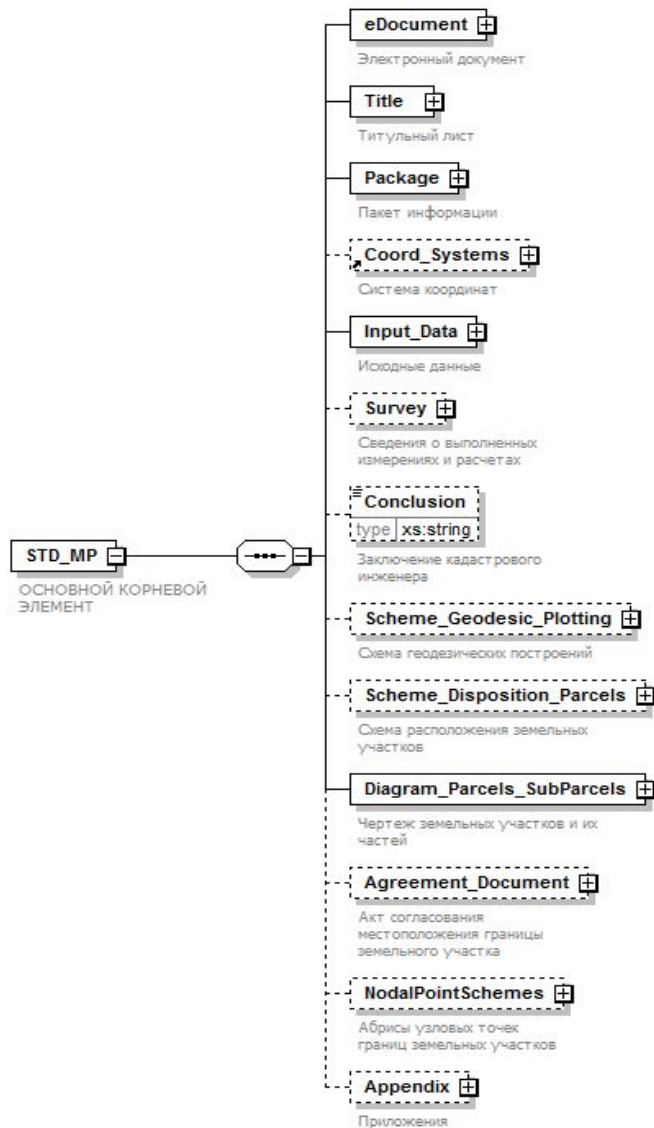 eDocument
Электронный документ
Title
Титульный лист
Package
Пакет информации
Coord_Systems
Система координат
Input_Data
Исходные данные
Survey
Сведения о выполненных
измерениях и расчетах
Conclusion
type xs:string
Заключение кадастрового
инженера
STD_MP
ОСНОВНОЙ КОРНЕВОЙ
ЭЛЕМЕНТ
Scheme_Geodesic_Plotting
Схема геодезических построений
Scheme_Disposition_Parcels
Схема расположения земельных
участков
Diagram_Parcels_SubParcels
Чертеж земельных участков и их
частей
Agreement_Document
Акт согласования
местоположения границы
земельного участка
NodalPointSchemes
Абрисы узловых точек
границ земельных участков
Appendix
Приложения